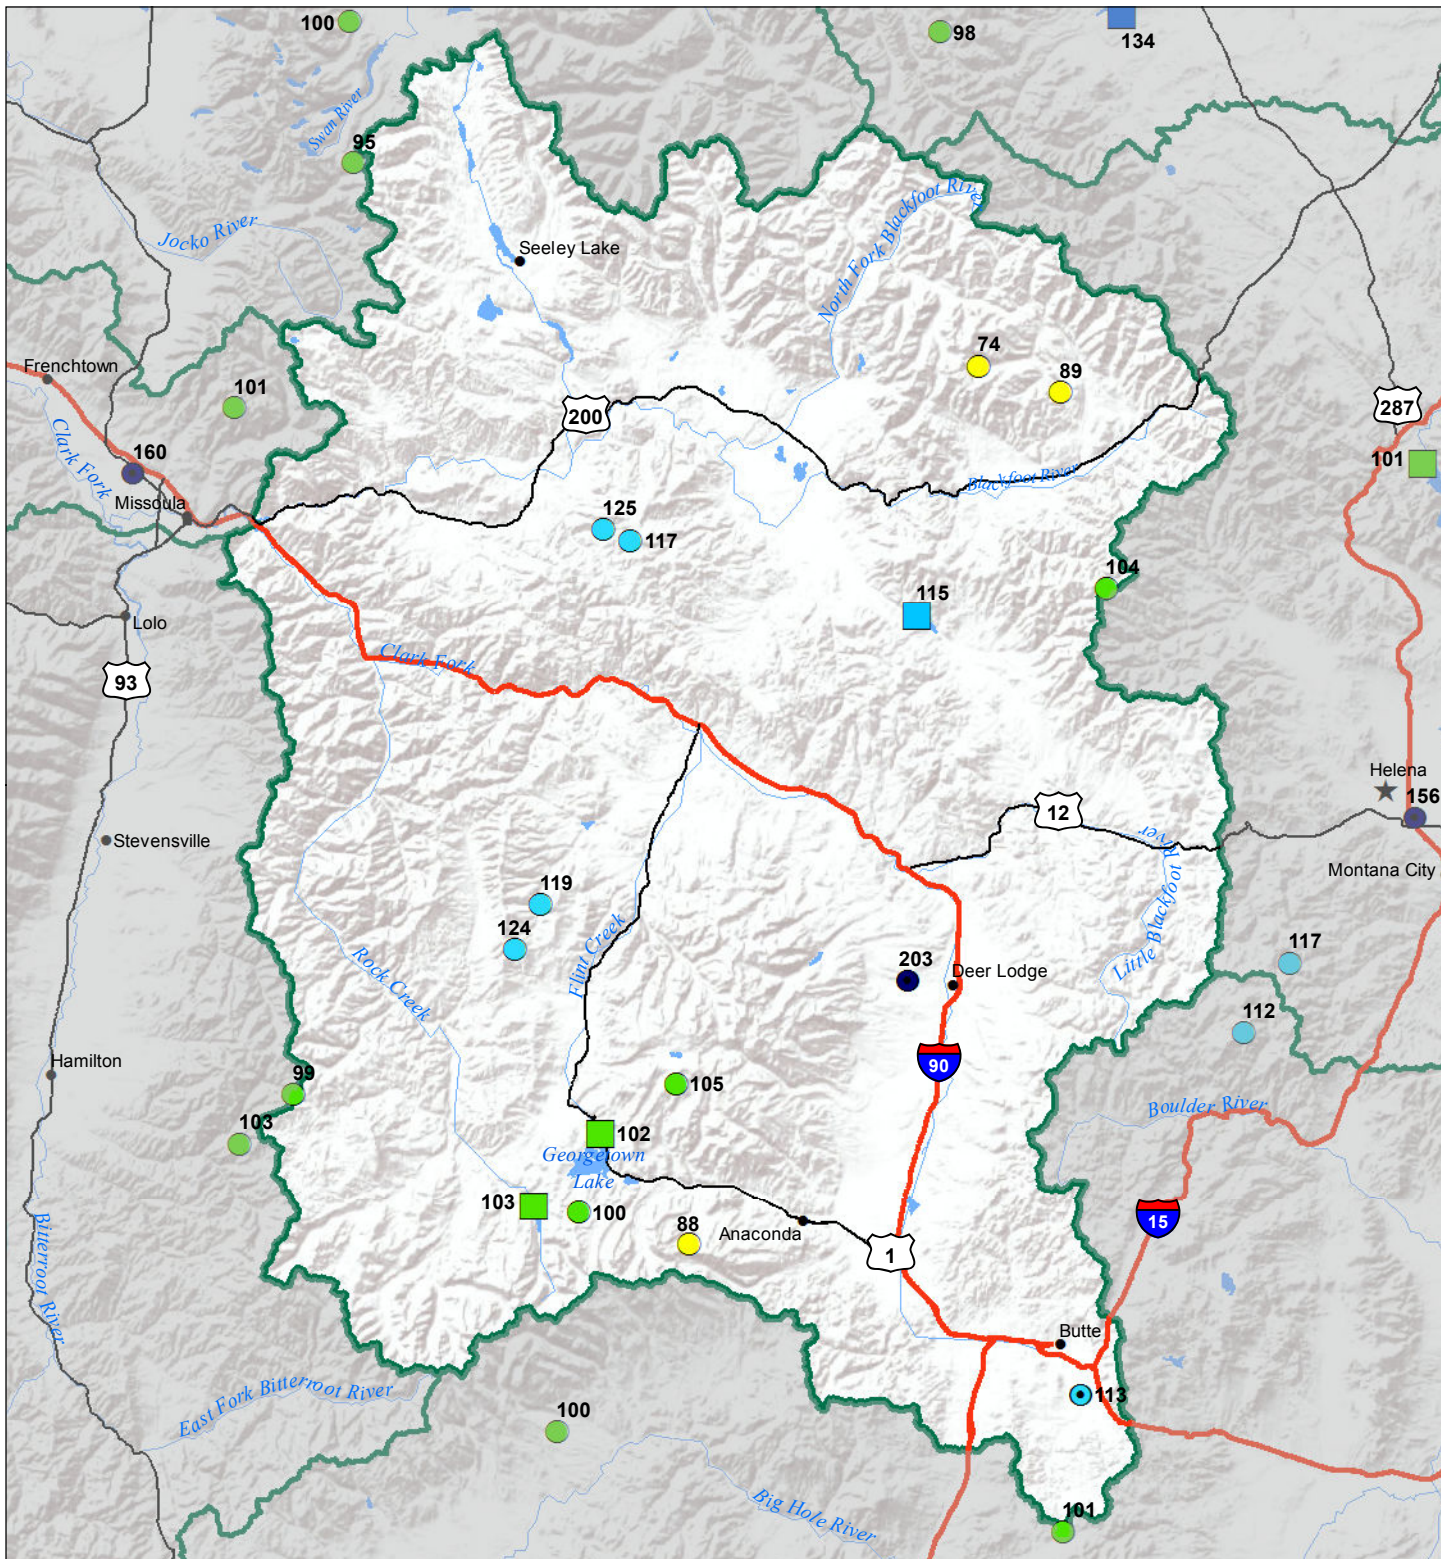 100
98
134
Swan River
95
Jocko River
North Fork Blackfoot River
Seeley Lake
74
89
Frenchtown
101
200
287
Clark Fork
160
101
Missoula
Blackfoot River
125
117
104
115
Lolo
Clark Fork
93
Helena
156
12
Stevensville
Little Blackfoot River
Montana City
119
Flint Creek
124
Rock Creek
203
Deer Lodge
117
112
Hamilton
90
99
105
Boulder River
103
102
Georgetown
Lake
103
100
15
Bitterroot River
88
Anaconda
1
Butte
East Fork Bitterroot River
113
100
Big Hole River
101